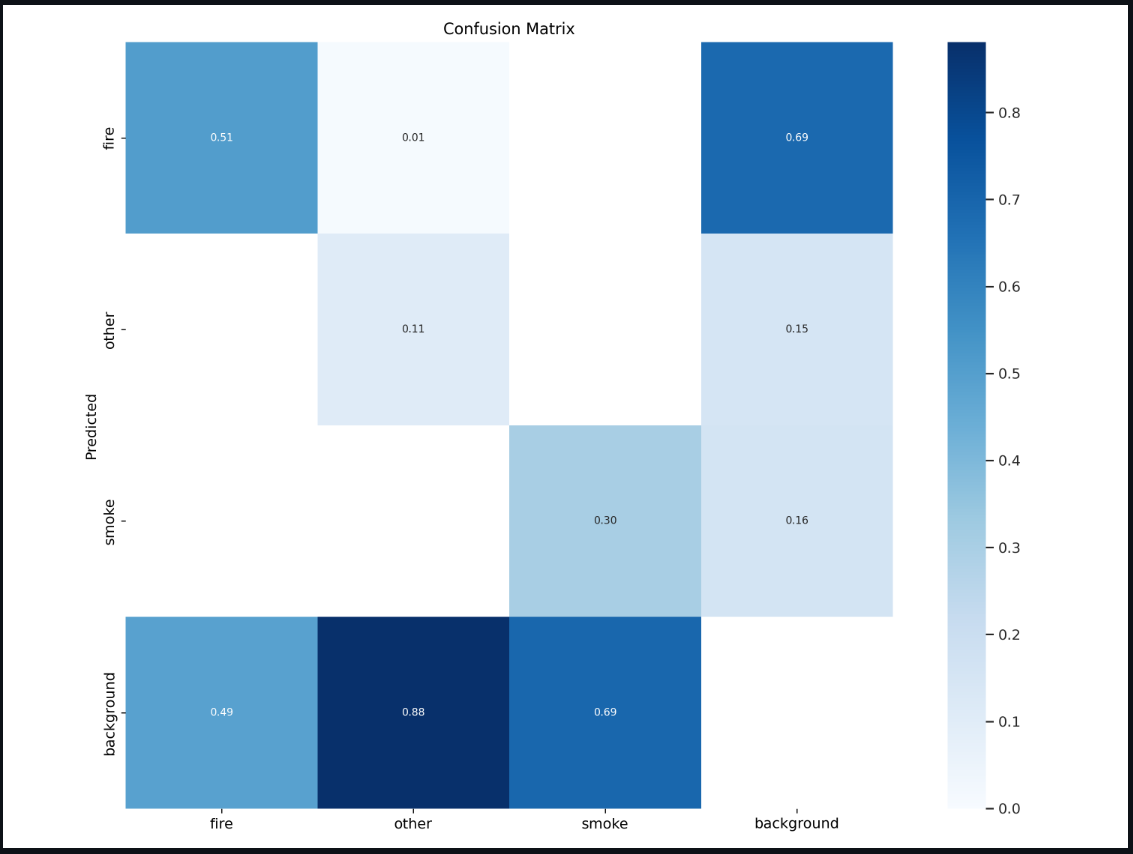 Confusion Matrix
fire
0.51
0.01
0.69
other
0.11
0.15
Predicted
smoke
0.30
0.16
background
0.49
0.88
0.69
fire
other
smoke
background
0.8
0.7
0.6
0.5
0.4
0.3
0.2
0.1
0.0